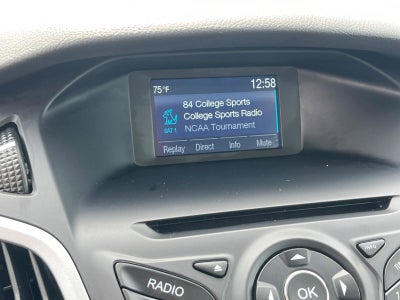 75°F 12:58
84 College Sports
College Sports Radio
SAT 1 NCAA Tournament
Replay Direct Info Mute
INFO
RADIO
OK